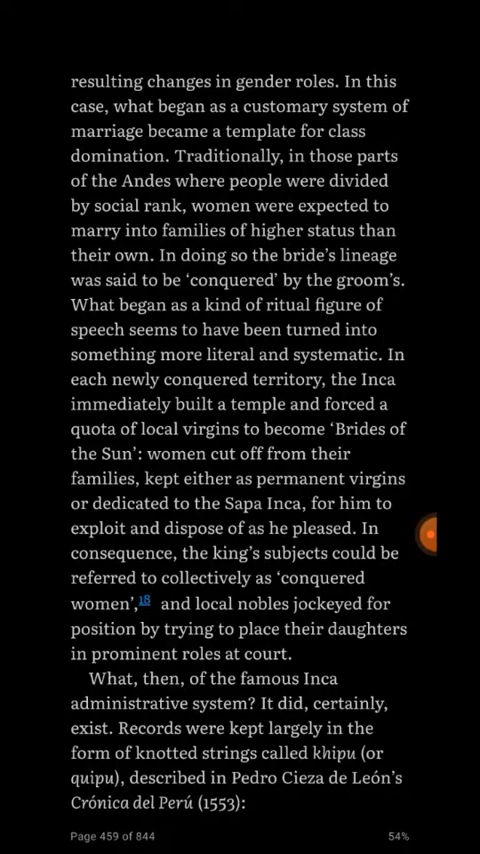 resulting changes in gender roles. In this
case, what began as a customary system of
marriage became a template for class
domination. Traditionally, in those parts
of the Andes where people were divided
by social rank, women were expected to
marry into families of higher status than
their own. In doing so the bride’s lineage
was said to be ‘conquered’ by the groom’s.
What began as a kind of ritual figure of
speech seems to have been turned into
something more literal and systematic. In
each newly conquered territory, the Inca
immediately built a temple and forced a
quota of local virgins to become ‘Brides of
the Sun’: women cut off from their
families, kept either as permanent virgins
or dedicated to the Sapa Inca, for him to
exploit and dispose of as he pleased. In
consequence, the king’s subjects could be
referred to collectively as ‘conquered
women’,18 and local nobles jockeyed for
position by trying to place their daughters
in prominent roles at court.
What, then, of the famous Inca
administrative system? It did, certainly,
exist. Records were kept largely in the
form of knotted strings called khipu (or
quipu), described in Pedro Cieza de León’s
Crónica del Perú (1553):
Page 459 of 844 54%